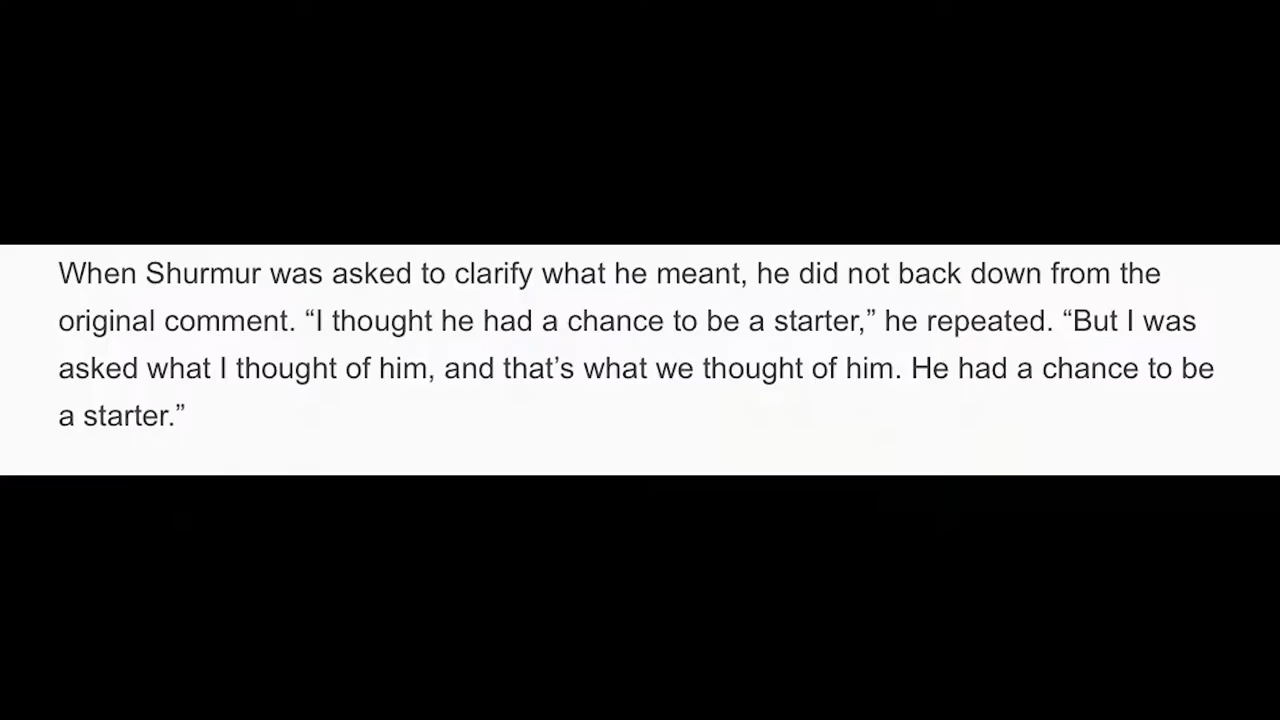 When Shurmur was asked to clarify what he meant, he did not back down from the
original comment. “I thought he had a chance to be a starter,” he repeated. “But I was
asked what I thought of him, and that’s what we thought of him. He had a chance to be
a starter.”